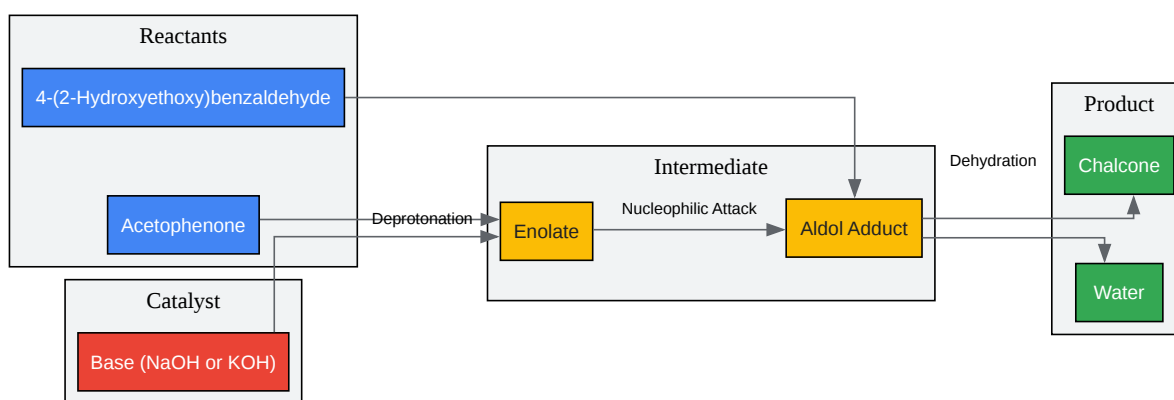 Reactants
4-(2-Hydroxyethoxy)benzaldehyde
Acetophenone
Deprotonation
Catalyst
Base (NaOH or KOH)
Intermediate
Enolate
Nucleophilic Attack
Aldol Adduct
Dehydration
Product
Chalcone
Water